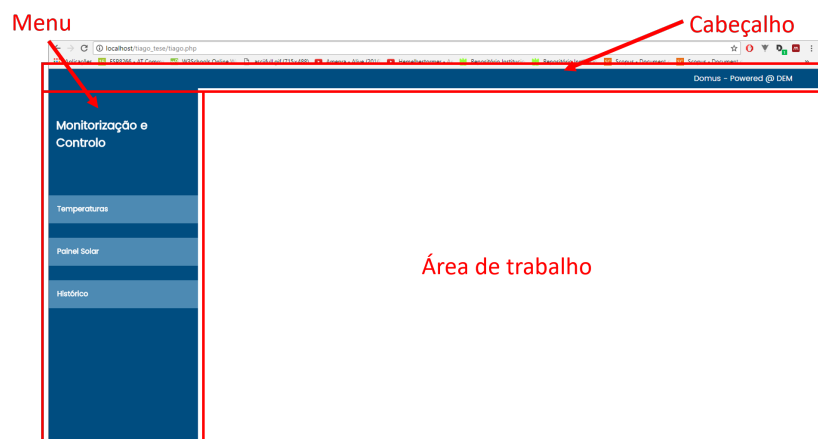 Menu
Cabeçalho
localhost/tiago_tese/tiago.php
Domus - Powered @ DEM
Monitorização e
Controlo
Temperaturas
Painel Solar
Histórico
Área de trabalho